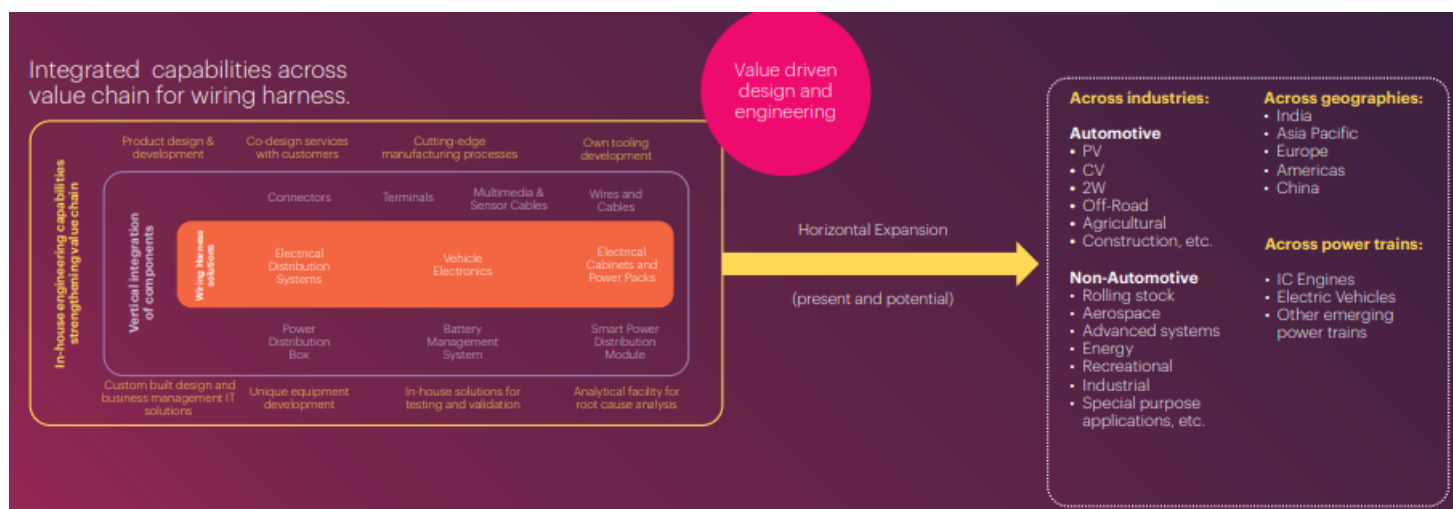 Integrated capabilities across
value chain for wiring harness.
Value driven
design and
engineering
In-house engineering capabilities
strengthening value chain
Product design &
development
Co-design services
with customers
Cutting-edge
manufacturing processes
Own tooling
development
Vertical integration
of components
Connectors
Terminals
Multimedia &
Sensor Cables
Wires and
Cables
Wiring Harness
solutions
Electrical
Distribution
Systems
Vehicle
Electronics
Electrical
Cabinets and
Power Packs
Power
Distribution
Box
Battery
Management
System
Smart Power
Distribution
Module
Custom built design and
business management IT
solutions
Unique equipment
development
In-house solutions for
testing and validation
Analytical facility for
root cause analysis
Horizontal Expansion
(present and potential)
Across industries:
Automotive
• PV
• CV
• 2W
• Off-Road
• Agricultural
• Construction, etc.
Non-Automotive
• Rolling stock
• Aerospace
• Advanced systems
• Energy
• Recreational
• Industrial
• Special purpose
applications, etc.
Across geographies:
• India
• Asia Pacific
• Europe
• Americas
• China
Across power trains:
• IC Engines
• Electric Vehicles
• Other emerging
power trains